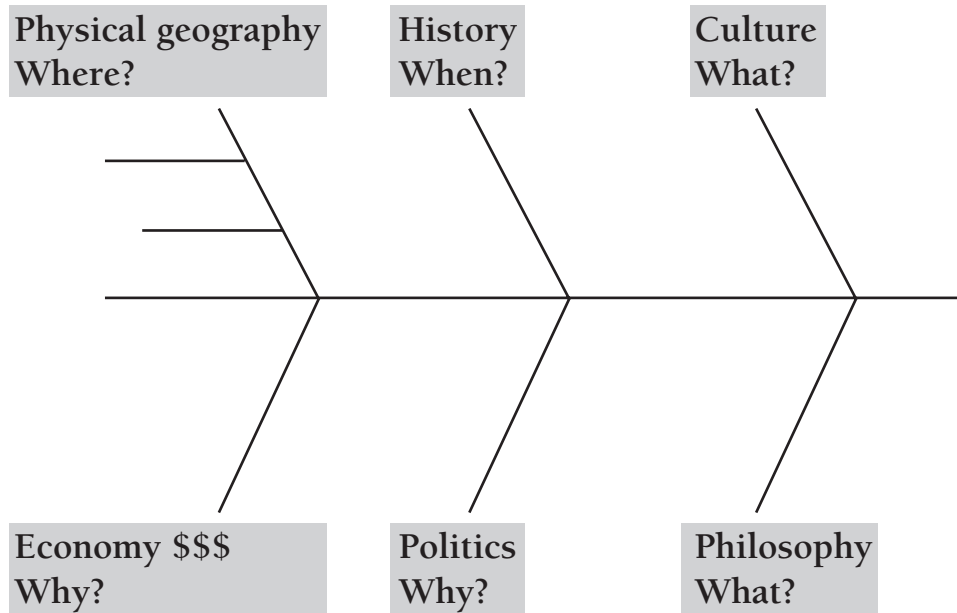 Physical geography
Where?
History
When?
Culture
What?
Economy $$$
Why?
Politics
Why?
Philosophy
What?